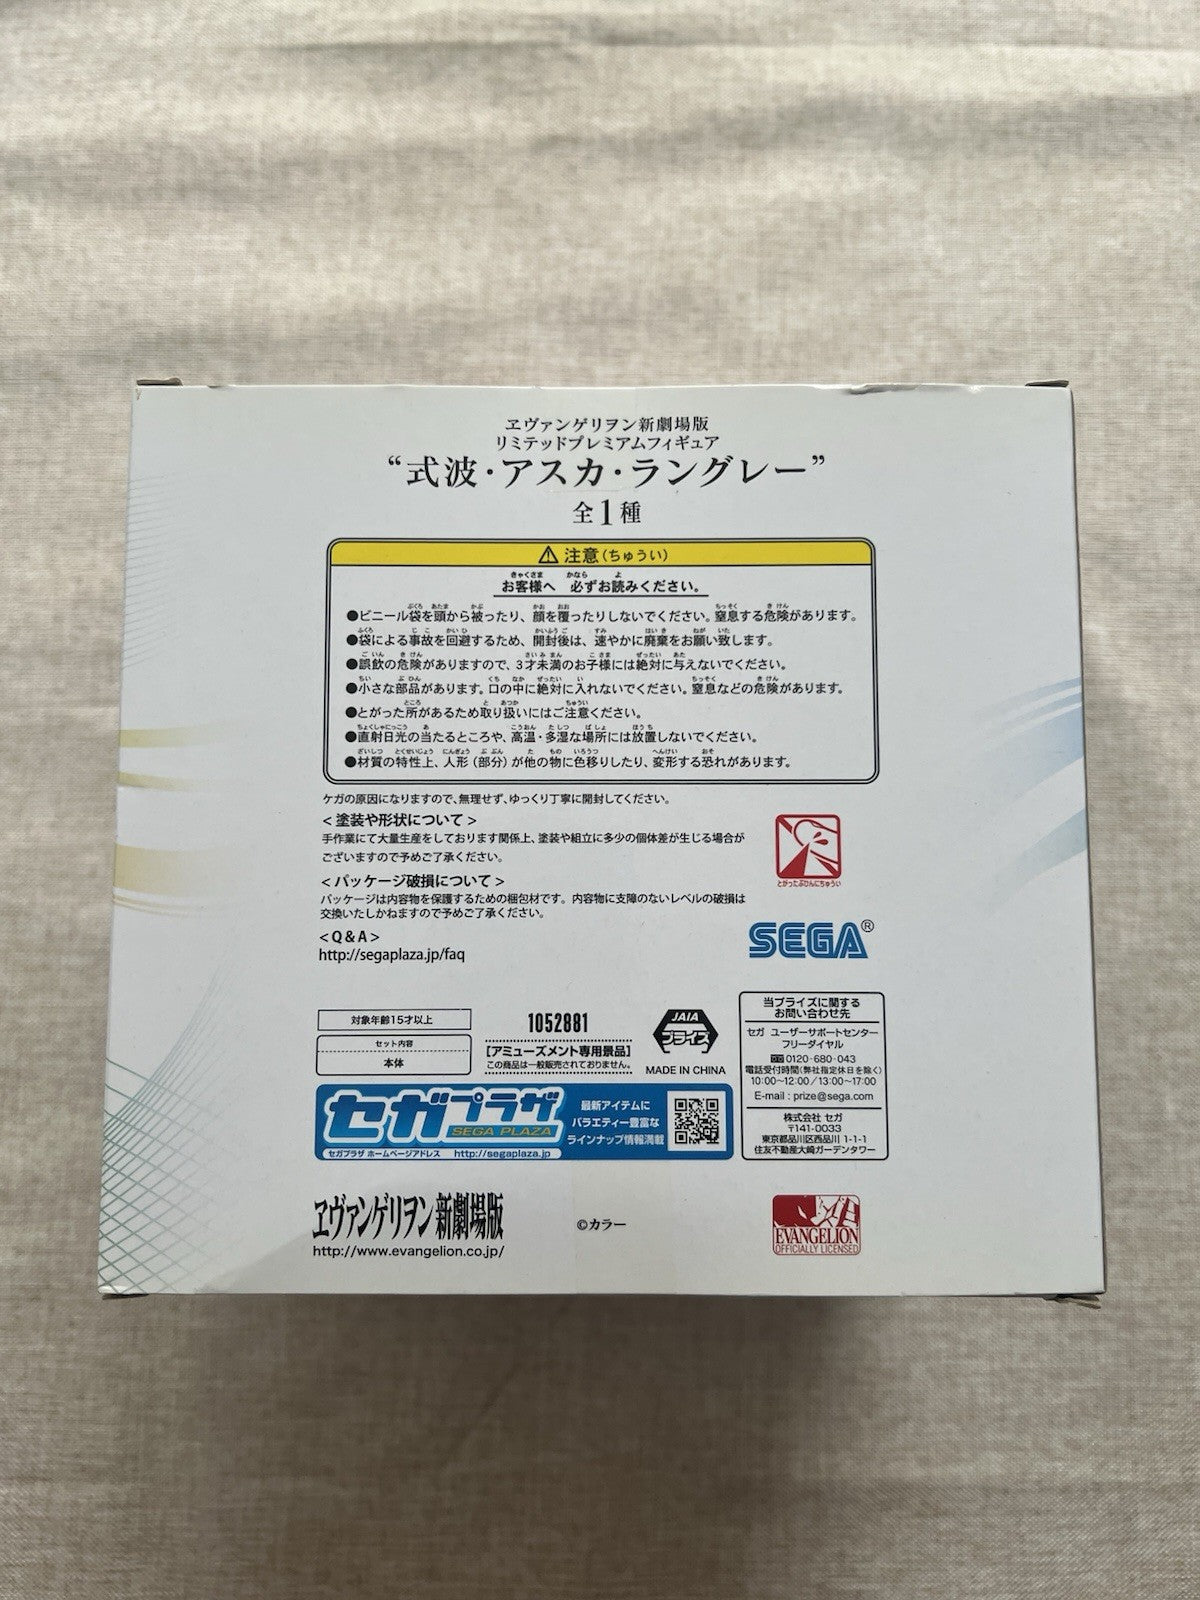 ヱヴァンゲリヲン新劇場版
リミテッドプレミアムフィギュア
“式波・アスカ・ラングレー”
全1種
注意(ちゅうい)
お客様へ 必ずお読みください。
●ビニール袋を頭から被ったり、顔を覆ったりしないでください。窒息する危険があります。
●袋による事故を回避するため、開封後は、速やかに廃棄をお願い致します。
●誤飲の危険がありますので、3才未満のお子様には絶対に与えないでください。
●小さな部品があります。口の中に絶対に入れないでください。窒息などの危険があります。
●とがった所があるため取り扱いにはご注意ください。
●直射日光の当たるところや、高温・多湿な場所には放置しないでください。
●材質の特性上、人形(部分)が他の物に色移りしたり、変形する恐れがあります。
ケガの原因になりますので、無理せず、ゆっくり丁寧に開封してください。
<塗装や形状について>
手作業にて大量生産をしております関係上、塗装や組立に多少の個体差が生じる場合が
ございますので予めご了承ください。
<パッケージ破損について>
パッケージは内容物を保護するための梱包材です。内容物に支障のないレベルの破損は
交換いたしかねますので予めご了承ください。
<Q&A>
http://segaplaza.jp/faq
とがったぶひんにちゅうい
SEGA®
対象年齢15才以上
セット内容
本体
1052881
[アミューズメント専用景品]
この商品は一般販売されておりません。
JAIA
プライズ
MADE IN CHINA
当プライズに関する
お問い合わせ先
セガ ユーザーサポートセンター
フリーダイヤル
0120-680-043
電話受付時間(弊社指定休日を除く)
10:00～12:00/13:00～17:00
E-mail : prize@sega.com
株式会社 セガ
〒141-0033
東京都品川区西品川 1-1-1
住友不動産大崎ガーデンタワー
セガプラザ
SEGA PLAZA
セガプラザ ホームページアドレス http://segaplaza.jp
最新アイテムに
バラエティー豊富な
ラインナップ情報満載
ヱヴァンゲリヲン新劇場版
http://www.evangelion.co.jp/
©カラー
EVANGELION
OFFICIALLY LICENSED